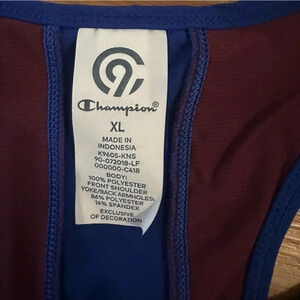 Champion
XL
MADE IN
INDONESIA
K9605-KNS
90-072018-LF
000000-C418
BODY:
100% POLYESTER
FRONT SHOULDER
YOKE/BACK ARMHOLES:
86% POLYESTER
14% SPANDEX
EXCLUSIVE
OF DECORATION